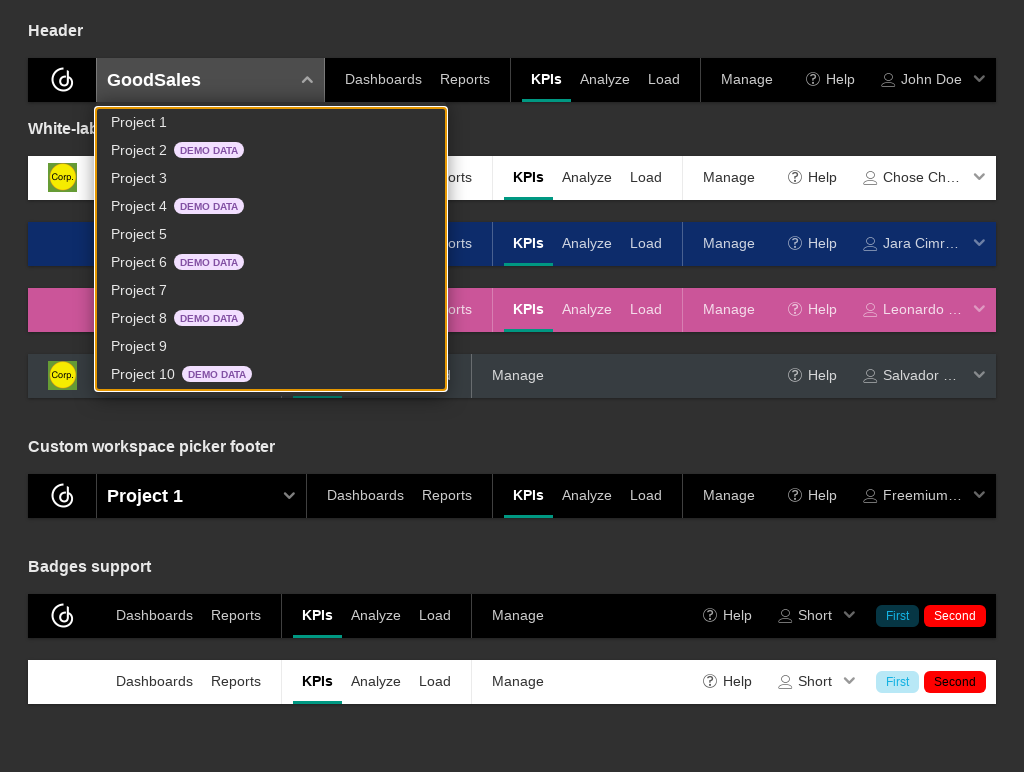 Header
GoodSales Dashboards Reports KPIs Analyze Load Manage Help John Doe
Project 1
White-lab
Project 2 DEMO DATA
Corp. Project 3 orts KPIs Analyze Load Manage Help Chose Ch…
Project 4 DEMO DATA
Project 5 orts KPIs Analyze Load Manage Help Jara Cimr…
Project 6 DEMO DATA
Project 7
Project 8 DEMO DATA orts KPIs Analyze Load Manage Help Leonardo …
Project 9
Corp. Project 10 DEMO DATA d Manage Help Salvador …
Custom workspace picker footer
Project 1 Dashboards Reports KPIs Analyze Load Manage Help Freemium…
Badges support
Dashboards Reports KPIs Analyze Load Manage Help Short First Second
Dashboards Reports KPIs Analyze Load Manage Help Short First Second